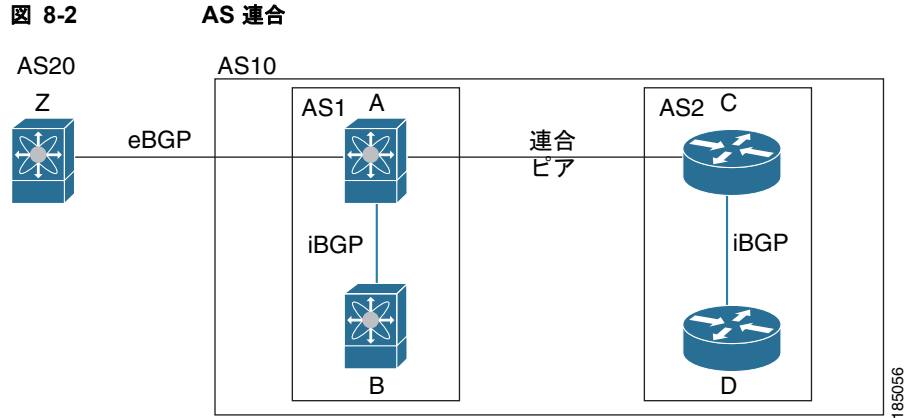 図 8-2 AS 連合
AS20
AS10
Z
AS1
A
AS2
C
eBGP
連合
ピア
iBGP
iBGP
B
D
185056